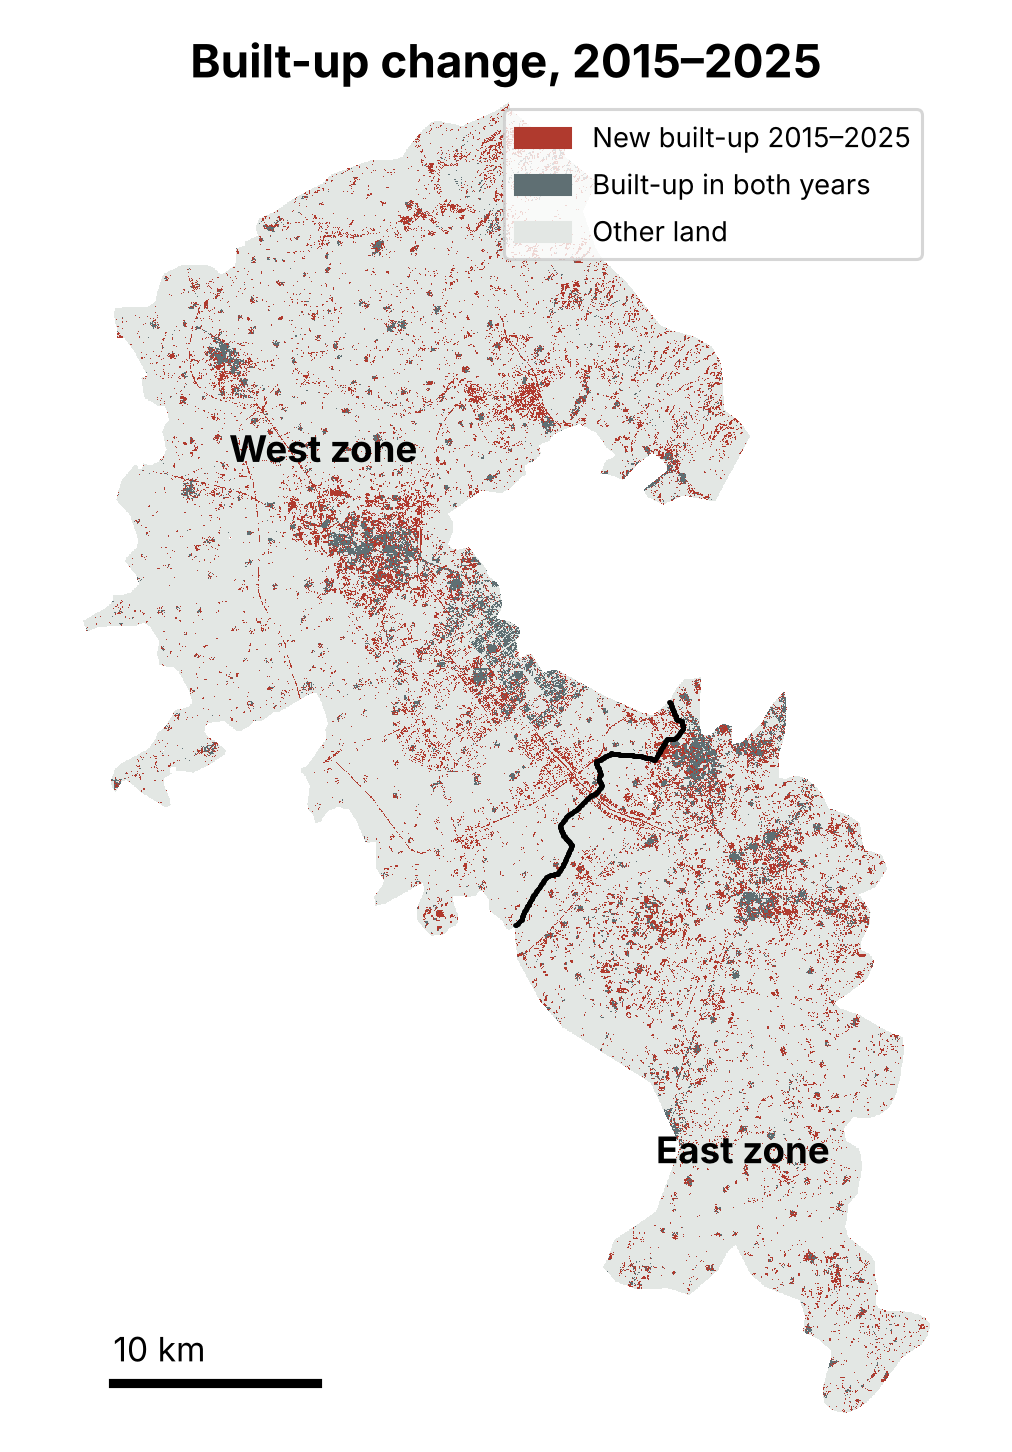 Built-up change, 2015–2025
New built-up 2015–2025
Built-up in both years
Other land
West zone
East zone
10 km